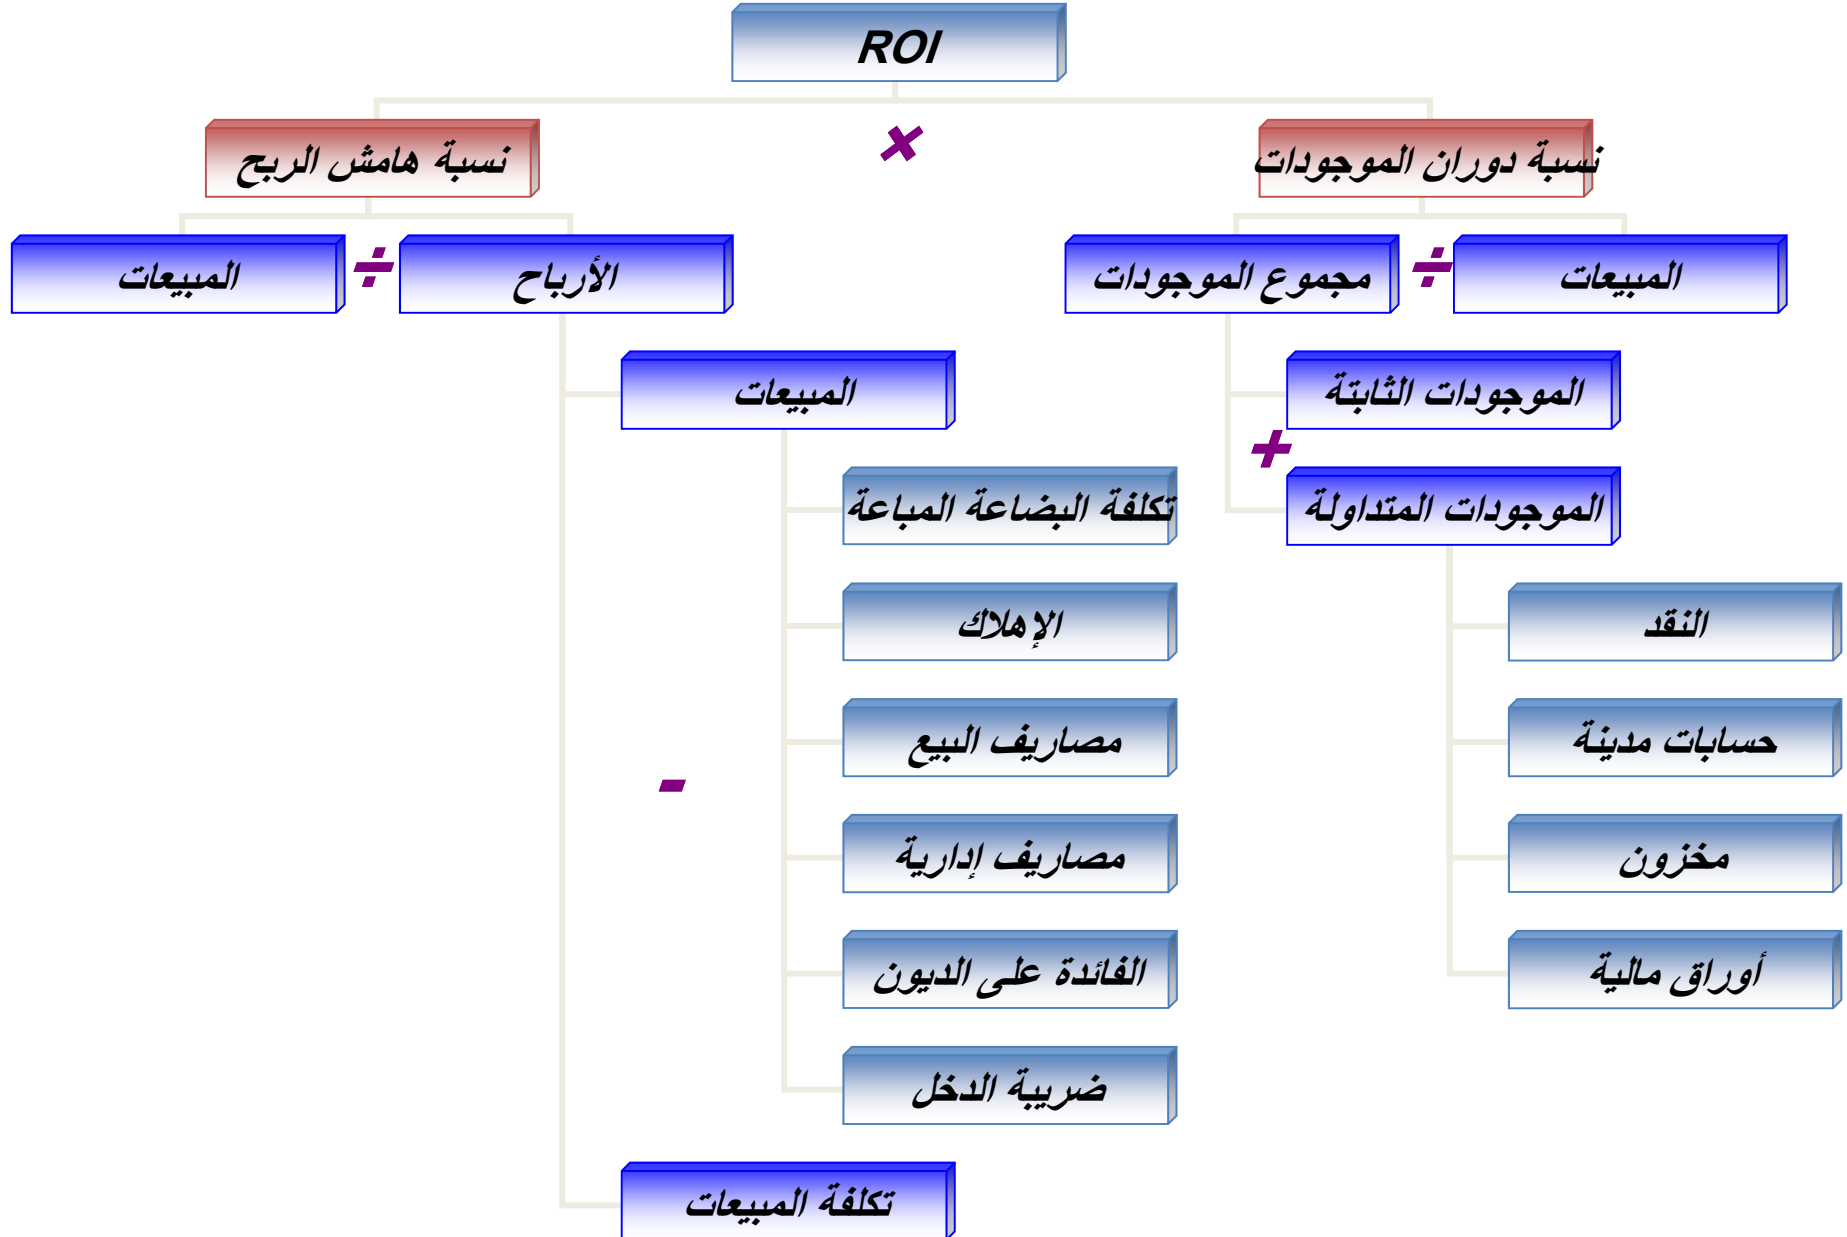 ROI
نسبة دوران الموجودات
×
نسبة هامش الربح
المبيعات
÷
مجموع الموجودات
الأرباح
÷
المبيعات
الموجودات الثابتة
المبيعات
+
الموجودات المتداولة
تكلفة البضاعة المباعة
النقد
الإهلاك
حسابات مدينة
مصاريف البيع
-
مخزون
مصاريف إدارية
أوراق مالية
الفائدة على الديون
ضريبة الدخل
تكلفة المبيعات